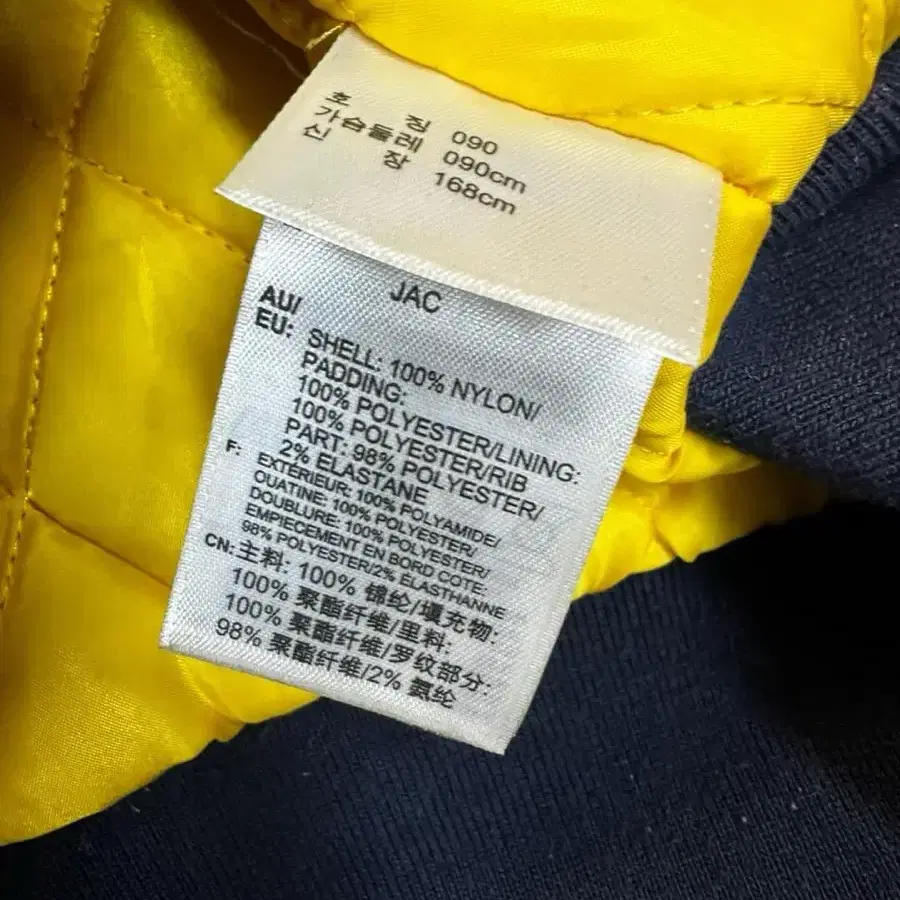 호 칭 090
가슴둘레 090cm
신 장 168cm
JAC
AU/
EU: SHELL: 100% NYLON/
PADDING:
100% POLYESTER/LINING:
100% POLYESTER/RIB
PART: 98% POLYESTER/
2% ELASTANE
F: EXTÉRIEUR: 100% POLYAMIDE/
OUATINE: 100% POLYESTER/
DOUBLURE: 100% POLYESTER/
EMPIECEMENT EN BORD COTE:
98% POLYESTER/2% ÉLASTHANNE
CN: 主料: 100% 锦纶/填充物:
100% 聚酯纤维/里料:
100% 聚酯纤维/罗纹部分:
98% 聚酯纤维/2% 氨纶